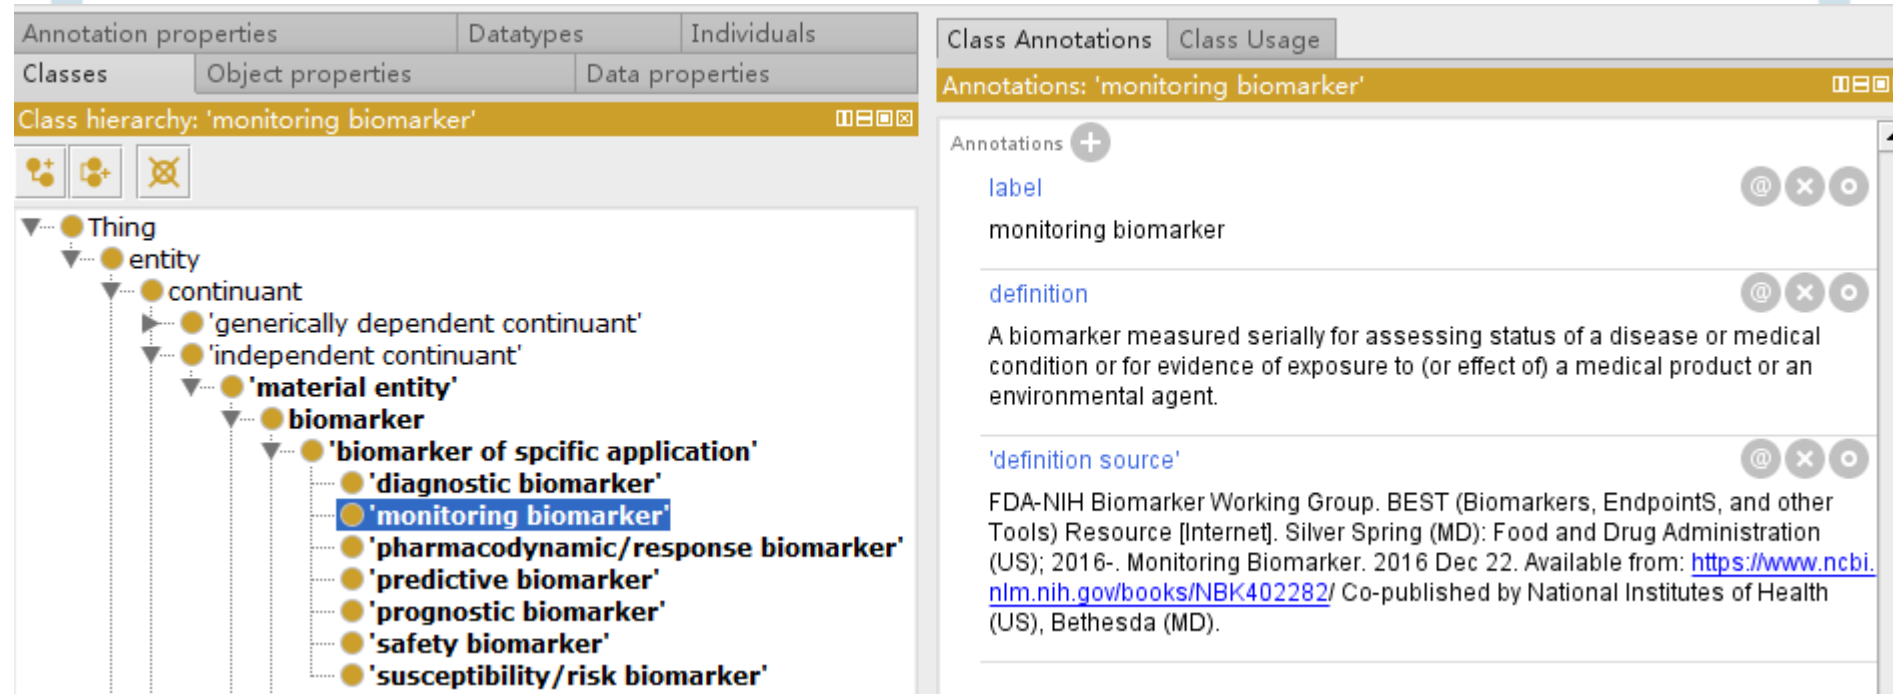 Annotation properties Datatypes Individuals
Classes Object properties Data properties
Class hierarchy: 'monitoring biomarker'
Thing
entity
continuant
'generically dependent continuant'
'independent continuant'
'material entity'
biomarker
'biomarker of spcific application'
'diagnostic biomarker'
'monitoring biomarker'
'pharmacodynamic/response biomarker'
'predictive biomarker'
'prognostic biomarker'
'safety biomarker'
'susceptibility/risk biomarker'
Class Annotations Class Usage
Annotations: 'monitoring biomarker'
Annotations
label
monitoring biomarker
definition
A biomarker measured serially for assessing status of a disease or medical
condition or for evidence of exposure to (or effect of) a medical product or an
environmental agent.
'definition source'
FDA-NIH Biomarker Working Group. BEST (Biomarkers, EndpointS, and other
Tools) Resource [Internet]. Silver Spring (MD): Food and Drug Administration
(US); 2016-. Monitoring Biomarker. 2016 Dec 22. Available from: https://www.ncbi.
nlm.nih.gov/books/NBK402282/ Co-published by National Institutes of Health
(US), Bethesda (MD).